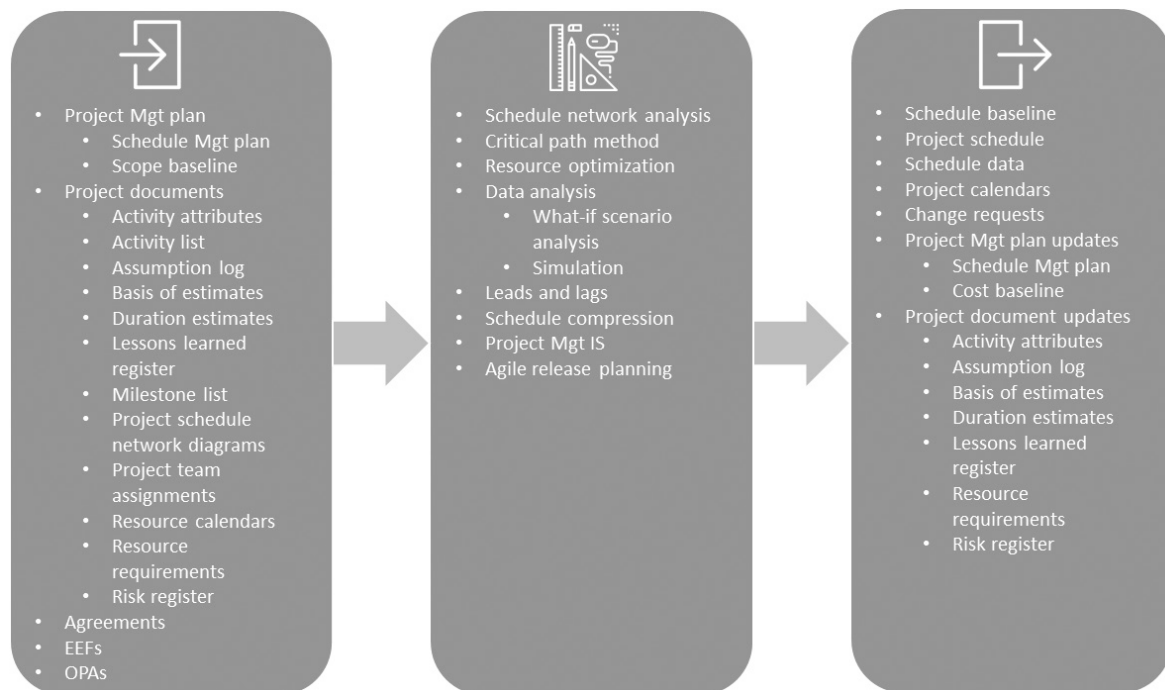 • Project Mgt plan
• Schedule Mgt plan
• Scope baseline
• Project documents
• Activity attributes
• Activity list
• Assumption log
• Basis of estimates
• Duration estimates
• Lessons learned
register
• Milestone list
• Project schedule
network diagrams
• Project team
assignments
• Resource calendars
• Resource
requirements
• Risk register
• Agreements
• EEFs
• OPAs
• Schedule network analysis
• Critical path method
• Resource optimization
• Data analysis
• What-if scenario
analysis
• Simulation
• Leads and lags
• Schedule compression
• Project Mgt IS
• Agile release planning
• Schedule baseline
• Project schedule
• Schedule data
• Project calendars
• Change requests
• Project Mgt plan updates
• Schedule Mgt plan
• Cost baseline
• Project document updates
• Activity attributes
• Assumption log
• Basis of estimates
• Duration estimates
• Lessons learned
register
• Resource
requirements
• Risk register